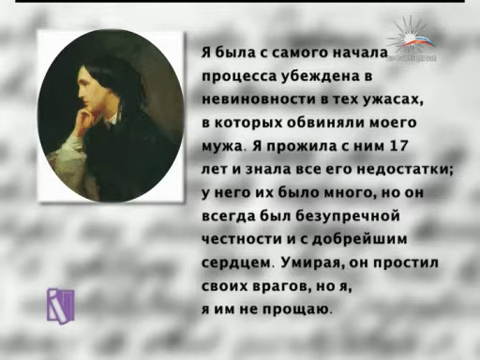 Я была с самого начала
процесса убеждена в
невиновности в тех ужасах,
в которых обвиняли моего
мужа. Я прожила с ним 17
лет и знала все его недостатки;
у него их было много, но он
всегда был безупречной
честности и с добрейшим
сердцем. Умирая, он простил
своих врагов, но я,
я им не прощаю.